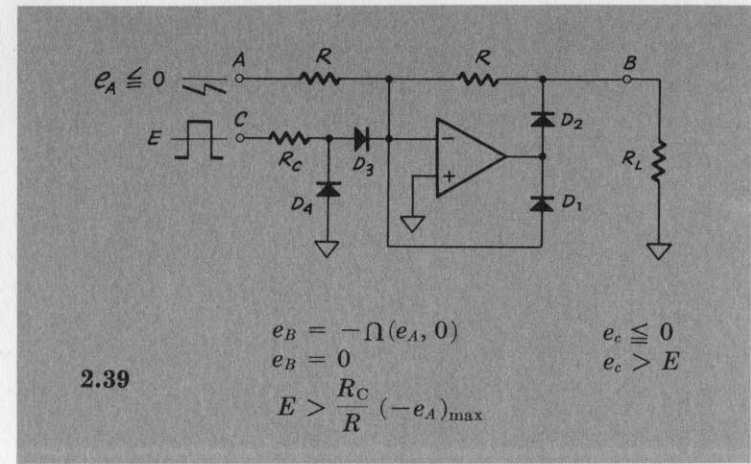 A R R B
e_A ≦ 0
E C
R_C D_3 − D_2
+ R_L
D_4 D_1
e_B = −∩(e_A, 0) e_c ≦ 0
e_B = 0 e_c > E
2.39
E > R_C/R (−e_A)max